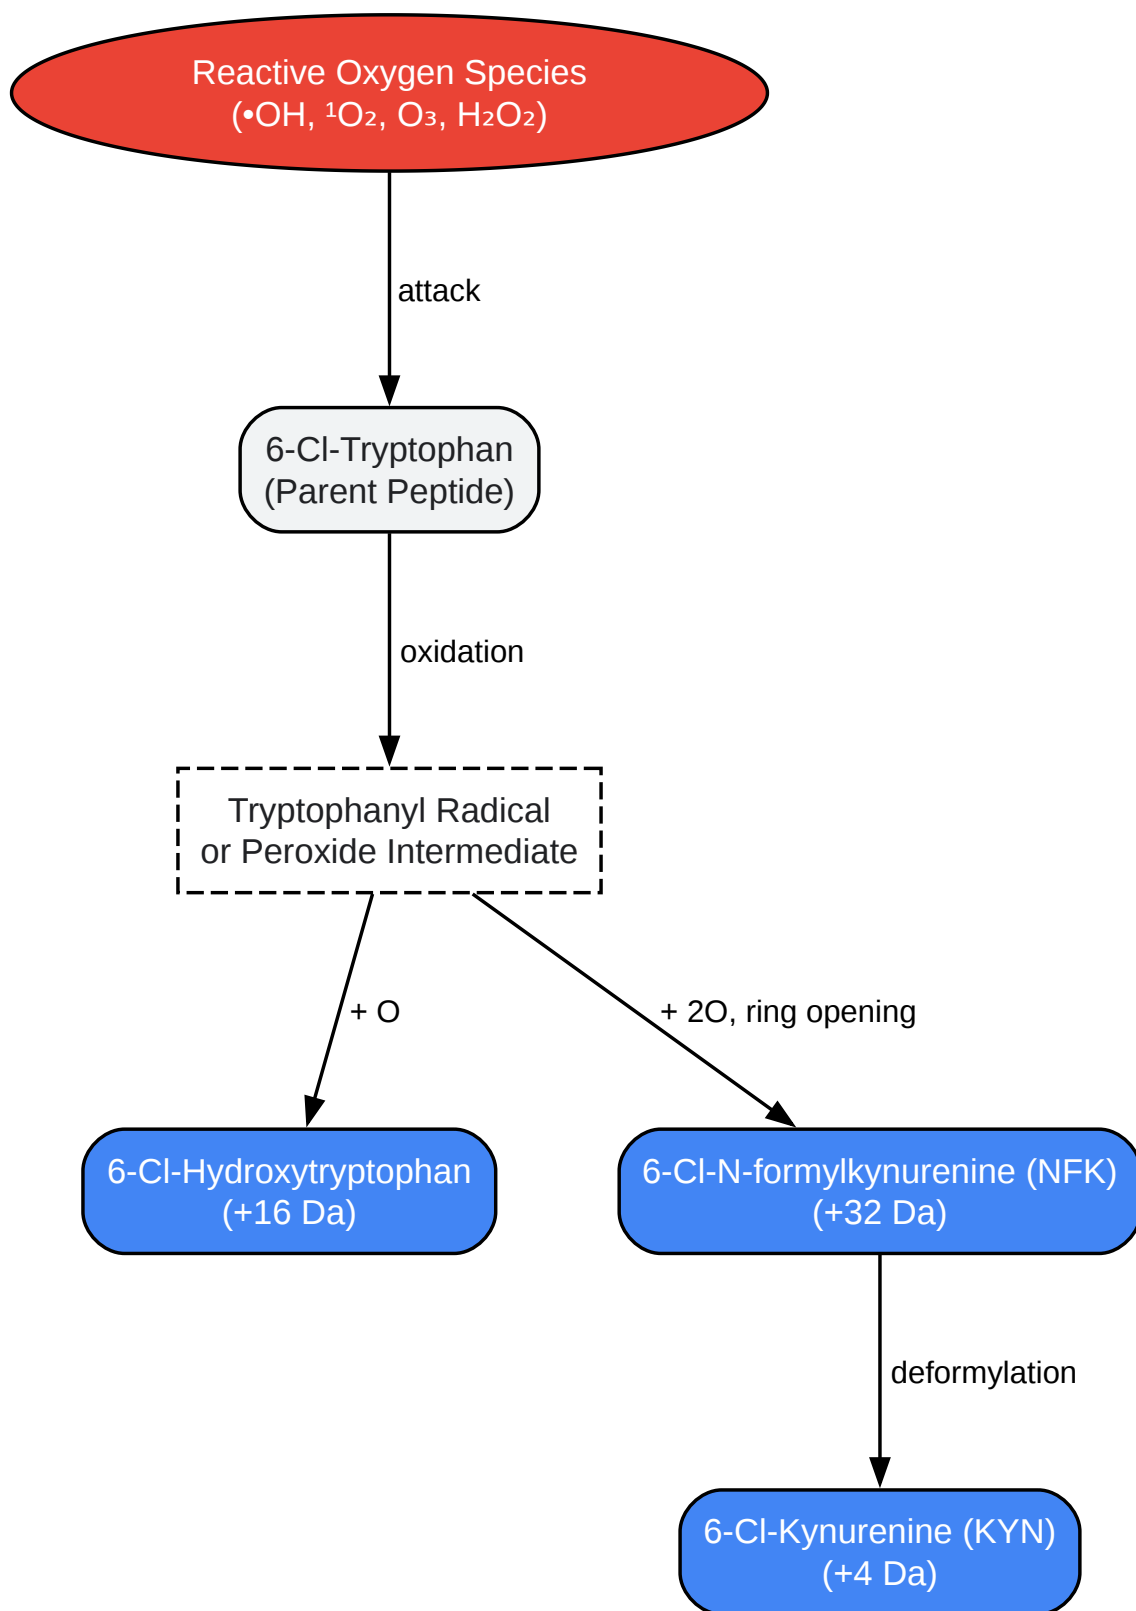 Reactive Oxygen Species
(•OH, ¹O₂, O₃, H₂O₂)
attack
6-Cl-Tryptophan
(Parent Peptide)
oxidation
Tryptophanyl Radical
or Peroxide Intermediate
+ O
+ 2O, ring opening
6-Cl-Hydroxytryptophan
(+16 Da)
6-Cl-N-formylkynurenine (NFK)
(+32 Da)
deformylation
6-Cl-Kynurenine (KYN)
(+4 Da)